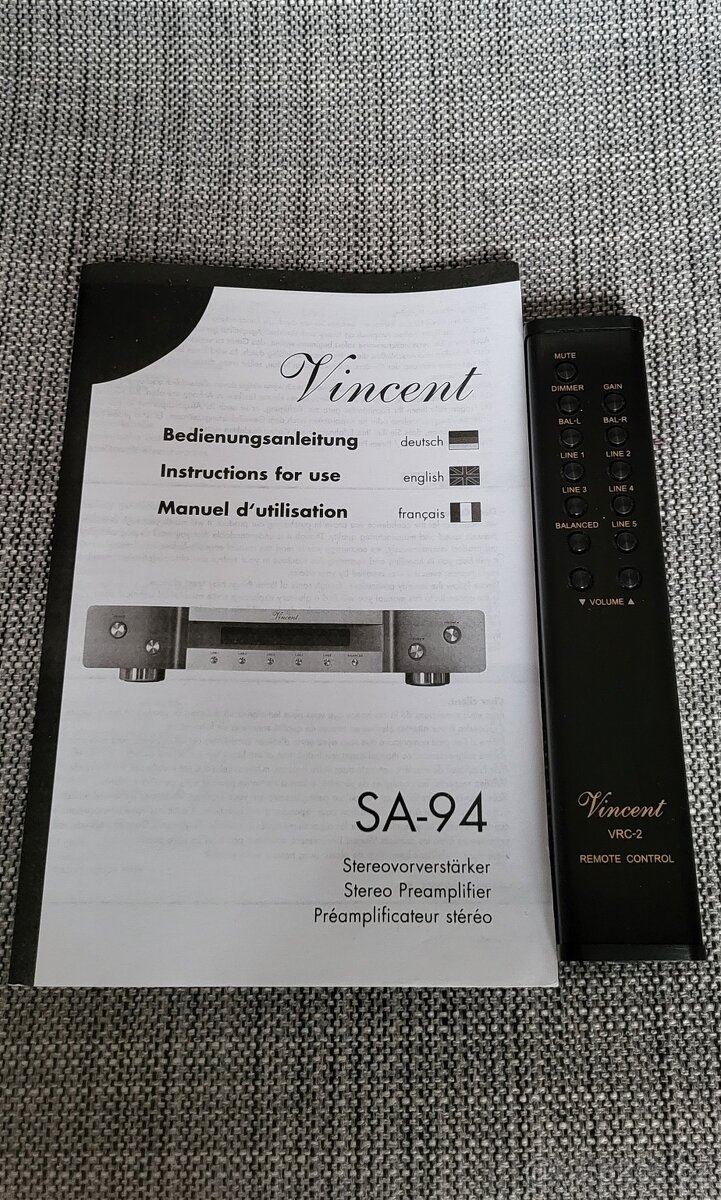 Vincent
Bedienungsanleitung deutsch
Instructions for use english
Manuel d'utilisation français
Vincent
SA-94
Stereovorverstärker
Stereo Preamplifier
Préamplificateur stéréo
MUTE
DIMMER GAIN
BAL-L BAL-R
LINE 1 LINE 2
LINE 3 LINE 4
BALANCED LINE 5
▼ VOLUME ▲
Vincent
VRC-2
REMOTE CONTROL